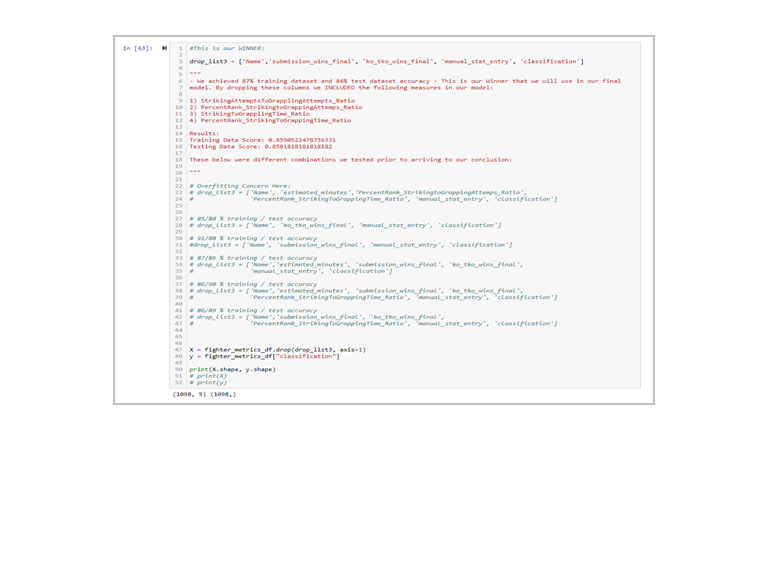 In [63]:
1 #This is our WINNER:
2
3 drop_list3 = ['Name','submission_wins_final', 'ko_tko_wins_final', 'manual_stat_entry', 'classification']
4
5 """
6 - We achieved 87% training dataset and 84% test dataset accuracy - This is our Winner that we will use in our final
7 model. By dropping these columns we INCLUDED the following measures in our model:
8
9 1) StrikingAttemptsToGrapplingAttempts_Ratio
10 2) PercentRank_StrikingtoGrappingAttemps_Ratio
11 3) StrikingToGrapplingTime_Ratio
12 4) PercentRank_StrikingToGrappingTime_Ratio
13
14 Results:
15 Training Data Score: 0.8590522478736331
16 Testing Data Score: 0.8581818181818182
17
18 These below were different combinations we tested prior to arriving to our conclusion:
19
20 """
21
22 # Overfitting Concern Here:
23 # drop_list3 = ['Name', 'estimated_minutes','PercentRank_StrikingtoGrappingAttemps_Ratio',
24 # 'PercentRank_StrikingToGrappingTime_Ratio', 'manual_stat_entry', 'classification']
25
26
27 # 85/88 % training / test accuracy
28 # drop_list3 = ['Name', 'ko_tko_wins_final', 'manual_stat_entry', 'classification']
29
30 # 91/88 % training / test accuracy
31 #drop_list3 = ['Name', 'submission_wins_final', 'manual_stat_entry', 'classification']
32
33 # 87/86 % training / test accuracy
34 # drop_list3 = ['Name','estimated_minutes', 'submission_wins_final', 'ko_tko_wins_final',
35 # 'manual_stat_entry', 'classification']
36
37 # 86/90 % training / test accuracy
38 # drop_list3 = ['Name','estimated_minutes', 'submission_wins_final', 'ko_tko_wins_final',
39 # 'PercentRank_StrikingToGrappingTime_Ratio', 'manual_stat_entry', 'classification']
40
41 # 86/89 % training / test accuracy
42 # drop_list3 = ['Name','submission_wins_final', 'ko_tko_wins_final',
43 # 'PercentRank_StrikingToGrappingTime_Ratio', 'manual_stat_entry', 'classification']
44
45
46
47 X = fighter_metrics_df.drop(drop_list3, axis=1)
48 y = fighter_metrics_df["classification"]
49
50 print(X.shape, y.shape)
51 # print(X)
52 # print(y)
(1098, 5) (1098,)